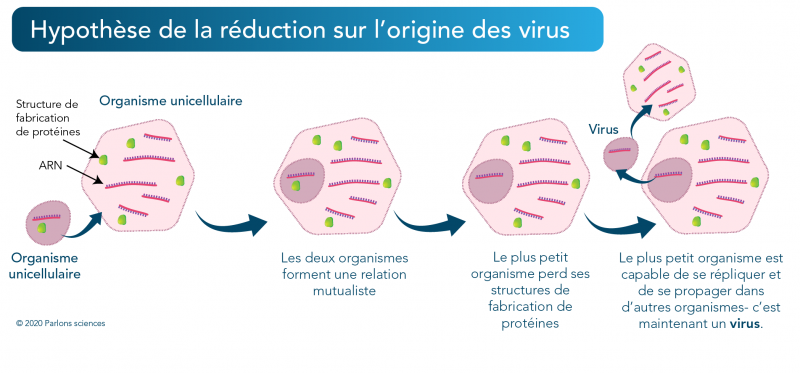 Hypothèse de la réduction sur l'origine des virus
Structure de
fabrication
de protéines
Organisme unicellulaire
ARN
Organisme
unicellulaire
Les deux organismes
forment une relation
mutualiste
Le plus petit
organisme perd ses
structures de
fabrication de
protéines
Virus
Le plus petit organisme est
capable de se répliquer et
de se propager dans
d'autres organismes- c'est
maintenant un virus.
© 2020 Parlons sciences